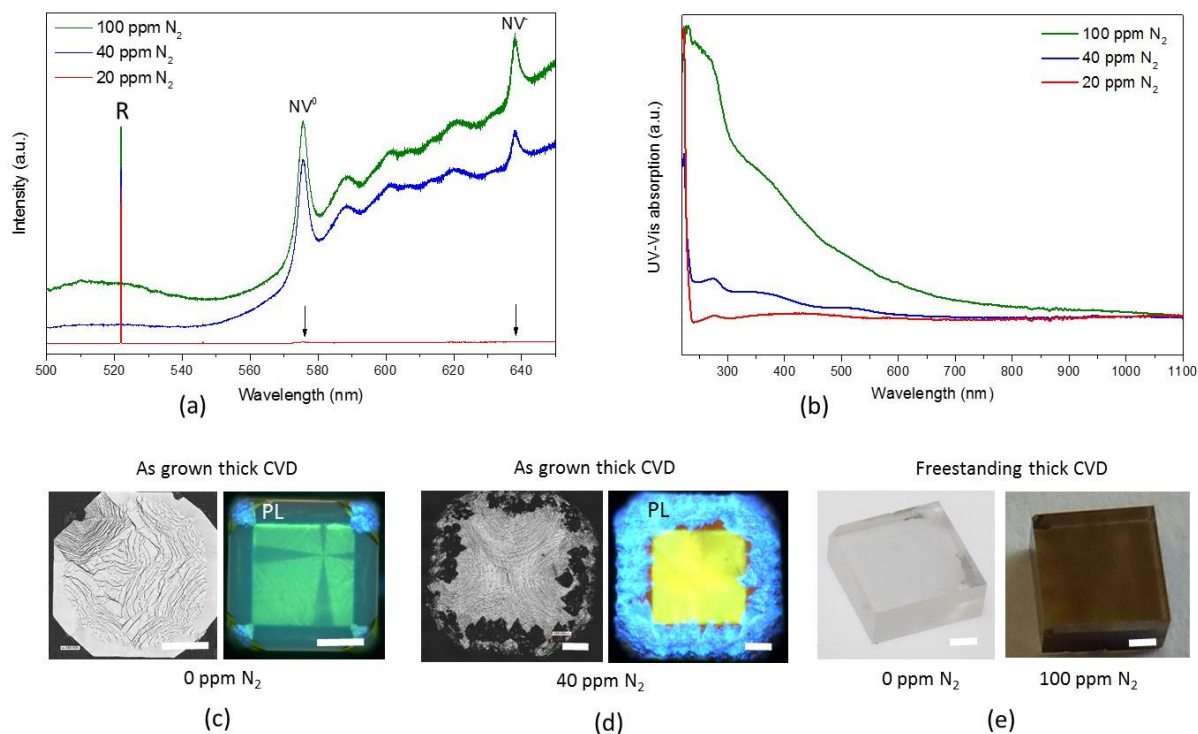 100 ppm N₂
40 ppm N₂
20 ppm N₂
R
NV⁰
NV⁻
Intensity (a.u.)
500 520 540 560 580 600 620 640
Wavelength (nm)
(a)
100 ppm N₂
40 ppm N₂
20 ppm N₂
UV-Vis absorption (a.u.)
300 400 500 600 700 800 900 1000 1100
Wavelength (nm)
(b)
As grown thick CVD
PL
0 ppm N₂
(c)
As grown thick CVD
PL
40 ppm N₂
(d)
Freestanding thick CVD
0 ppm N₂
100 ppm N₂
(e)